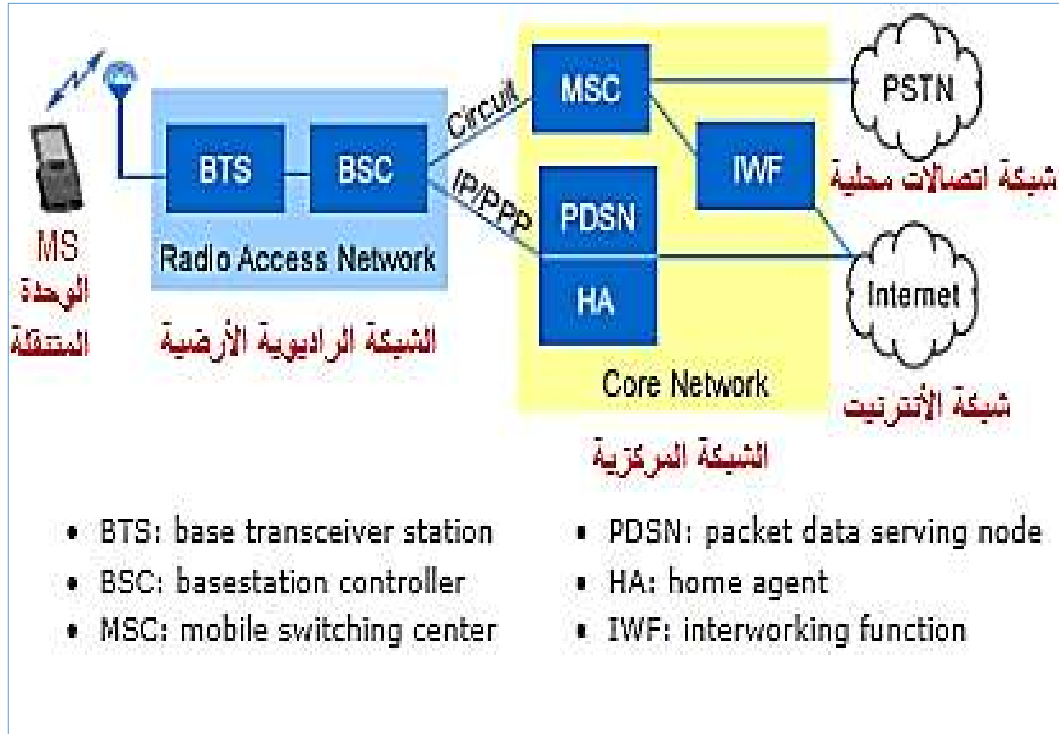 MSC
PSTN
Circuit
BTS
BSC
IWF
شبكة اتصالات محلية
IP/PPP
PDSN
MS
Radio Access Network
HA
Internet
الوحدة
المتنقلة
الشبكة الراديوية الأرضية
Core Network
شبكة الأنترنيت
الشبكة المركزية
• BTS: base transceiver station
• BSC: basestation controller
• MSC: mobile switching center
• PDSN: packet data serving node
• HA: home agent
• IWF: interworking function